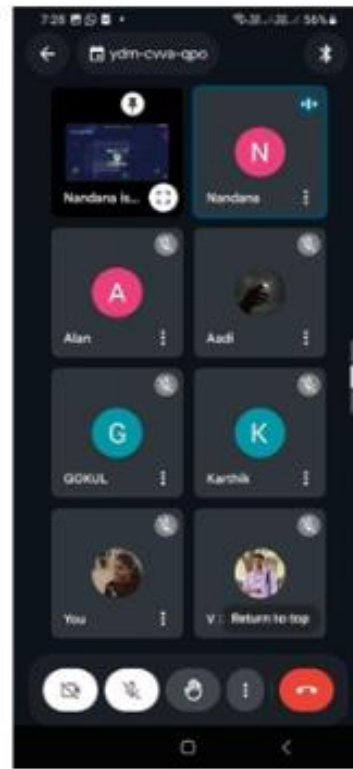 7:28
56%
ydm-cvva-qpo
Nandana is...
N
Nandana
A
Alan
Aadi
G
GOKUL
K
Karthik
You
V :
Return to top